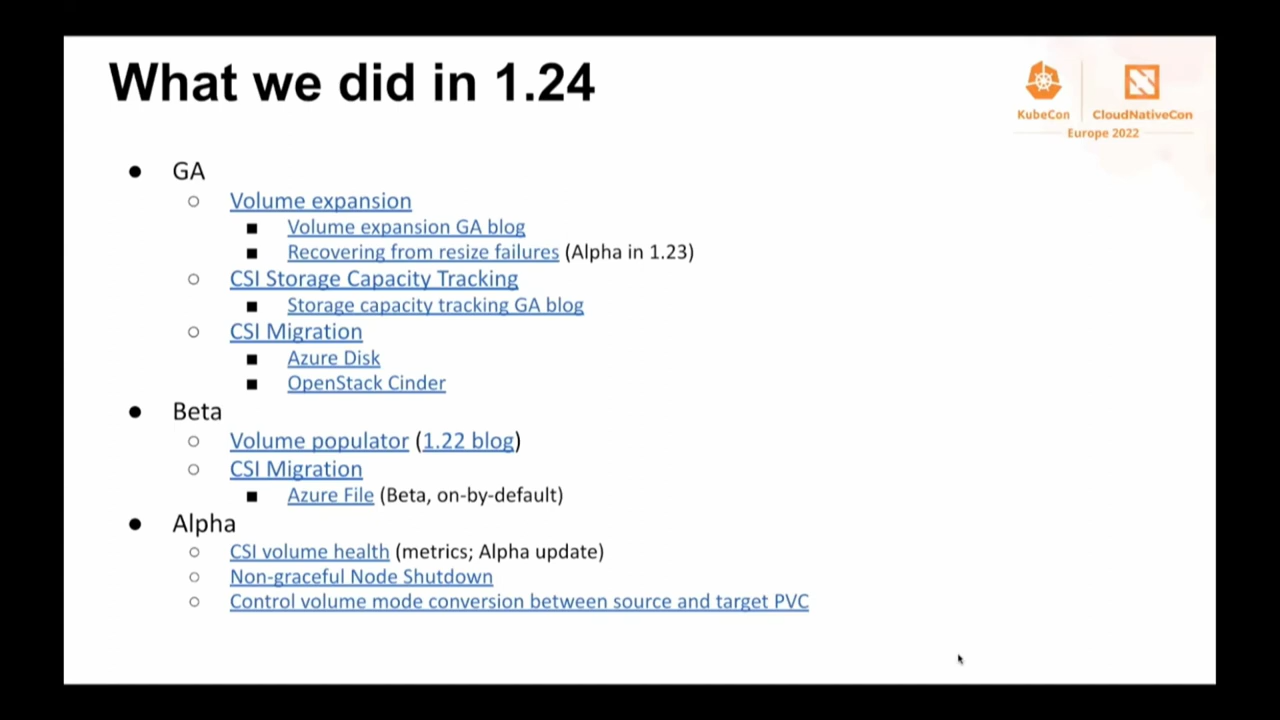 What we did in 1.24
KubeCon
CloudNativeCon
Europe 2022
● GA
○ Volume expansion
■ Volume expansion GA blog
■ Recovering from resize failures (Alpha in 1.23)
○ CSI Storage Capacity Tracking
■ Storage capacity tracking GA blog
○ CSI Migration
■ Azure Disk
■ OpenStack Cinder
● Beta
○ Volume populator (1.22 blog)
○ CSI Migration
■ Azure File (Beta, on-by-default)
● Alpha
○ CSI volume health (metrics; Alpha update)
○ Non-graceful Node Shutdown
○ Control volume mode conversion between source and target PVC